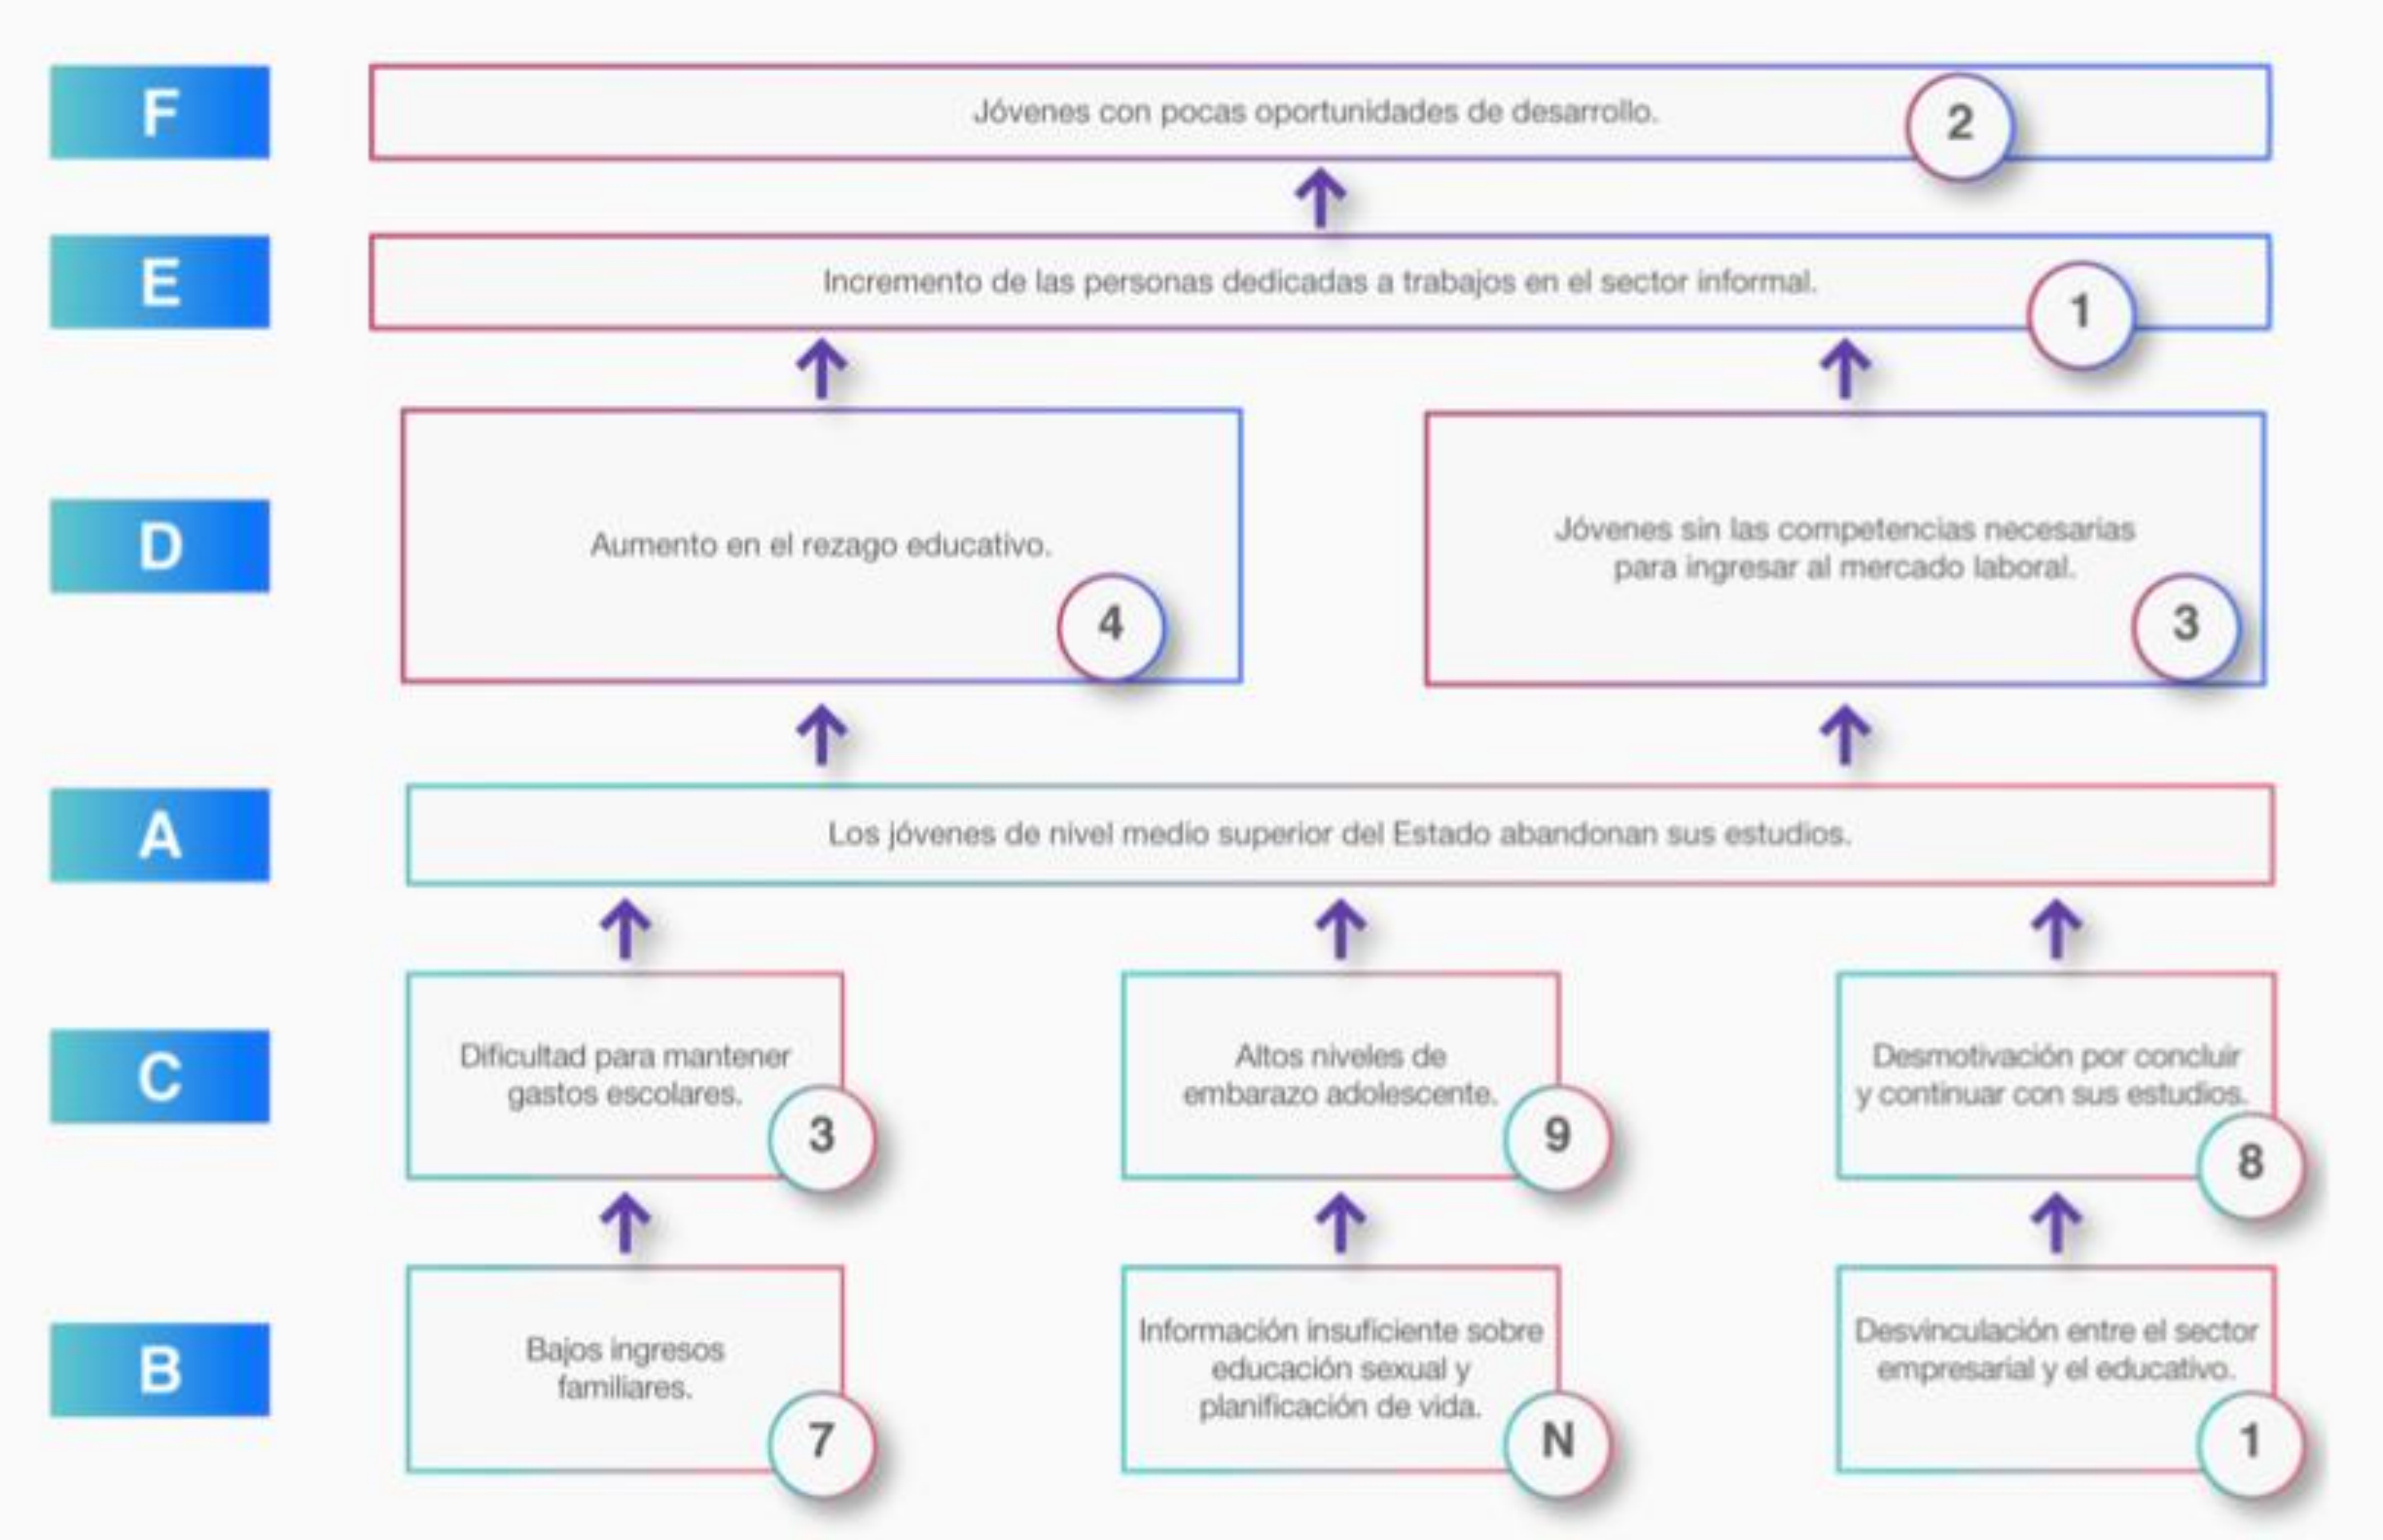 F
Jóvenes con pocas oportunidades de desarrollo.
2
E
Incremento de las personas dedicadas a trabajos en el sector informal.
1
D
Aumento en el rezago educativo.
4
Jóvenes sin las competencias necesarias
para ingresar al mercado laboral.
3
A
Los jóvenes de nivel medio superior del Estado abandonan sus estudios.
C
Dificultad para mantener
gastos escolares.
3
Altos niveles de
embarazo adolescente.
9
Desmotivación por concluir
y continuar con sus estudios.
8
B
Bajos ingresos
familiares.
7
Información insuficiente sobre
educación sexual y
planificación de vida.
N
Desvinculación entre el sector
empresarial y el educativo.
1